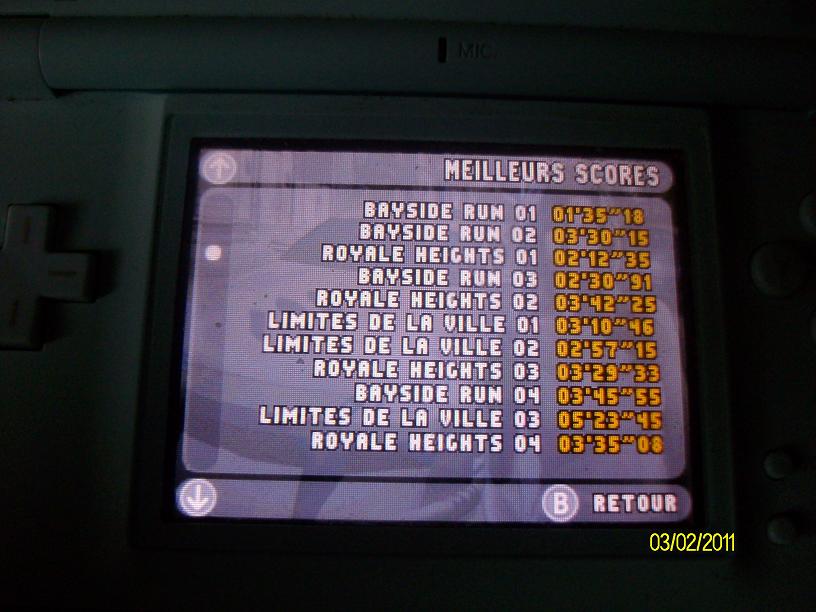 MIC.
MEILLEURS SCORES
BAYSIDE RUN 01 01'35"18
BAYSIDE RUN 02 03'30"15
ROYALE HEIGHTS 01 02'12"35
BAYSIDE RUN 03 02'30"91
ROYALE HEIGHTS 02 03'42"25
LIMITES DE LA VILLE 01 03'10"46
LIMITES DE LA VILLE 02 02'57"15
ROYALE HEIGHTS 03 03'29"33
BAYSIDE RUN 04 03'45"55
LIMITES DE LA VILLE 03 05'23"45
ROYALE HEIGHTS 04 03'35"08
B RETOUR
03/02/2011